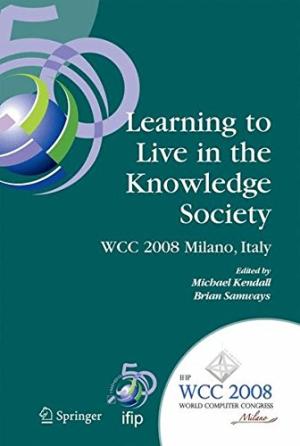 Learning to
Live in the
Knowledge
Society
WCC 2008 Milano, Italy
Edited by
Michael Kendall
Brian Samways
Springer
50
ifip
IFIP
WCC 2008
WORLD COMPUTER CONGRESS
Milano